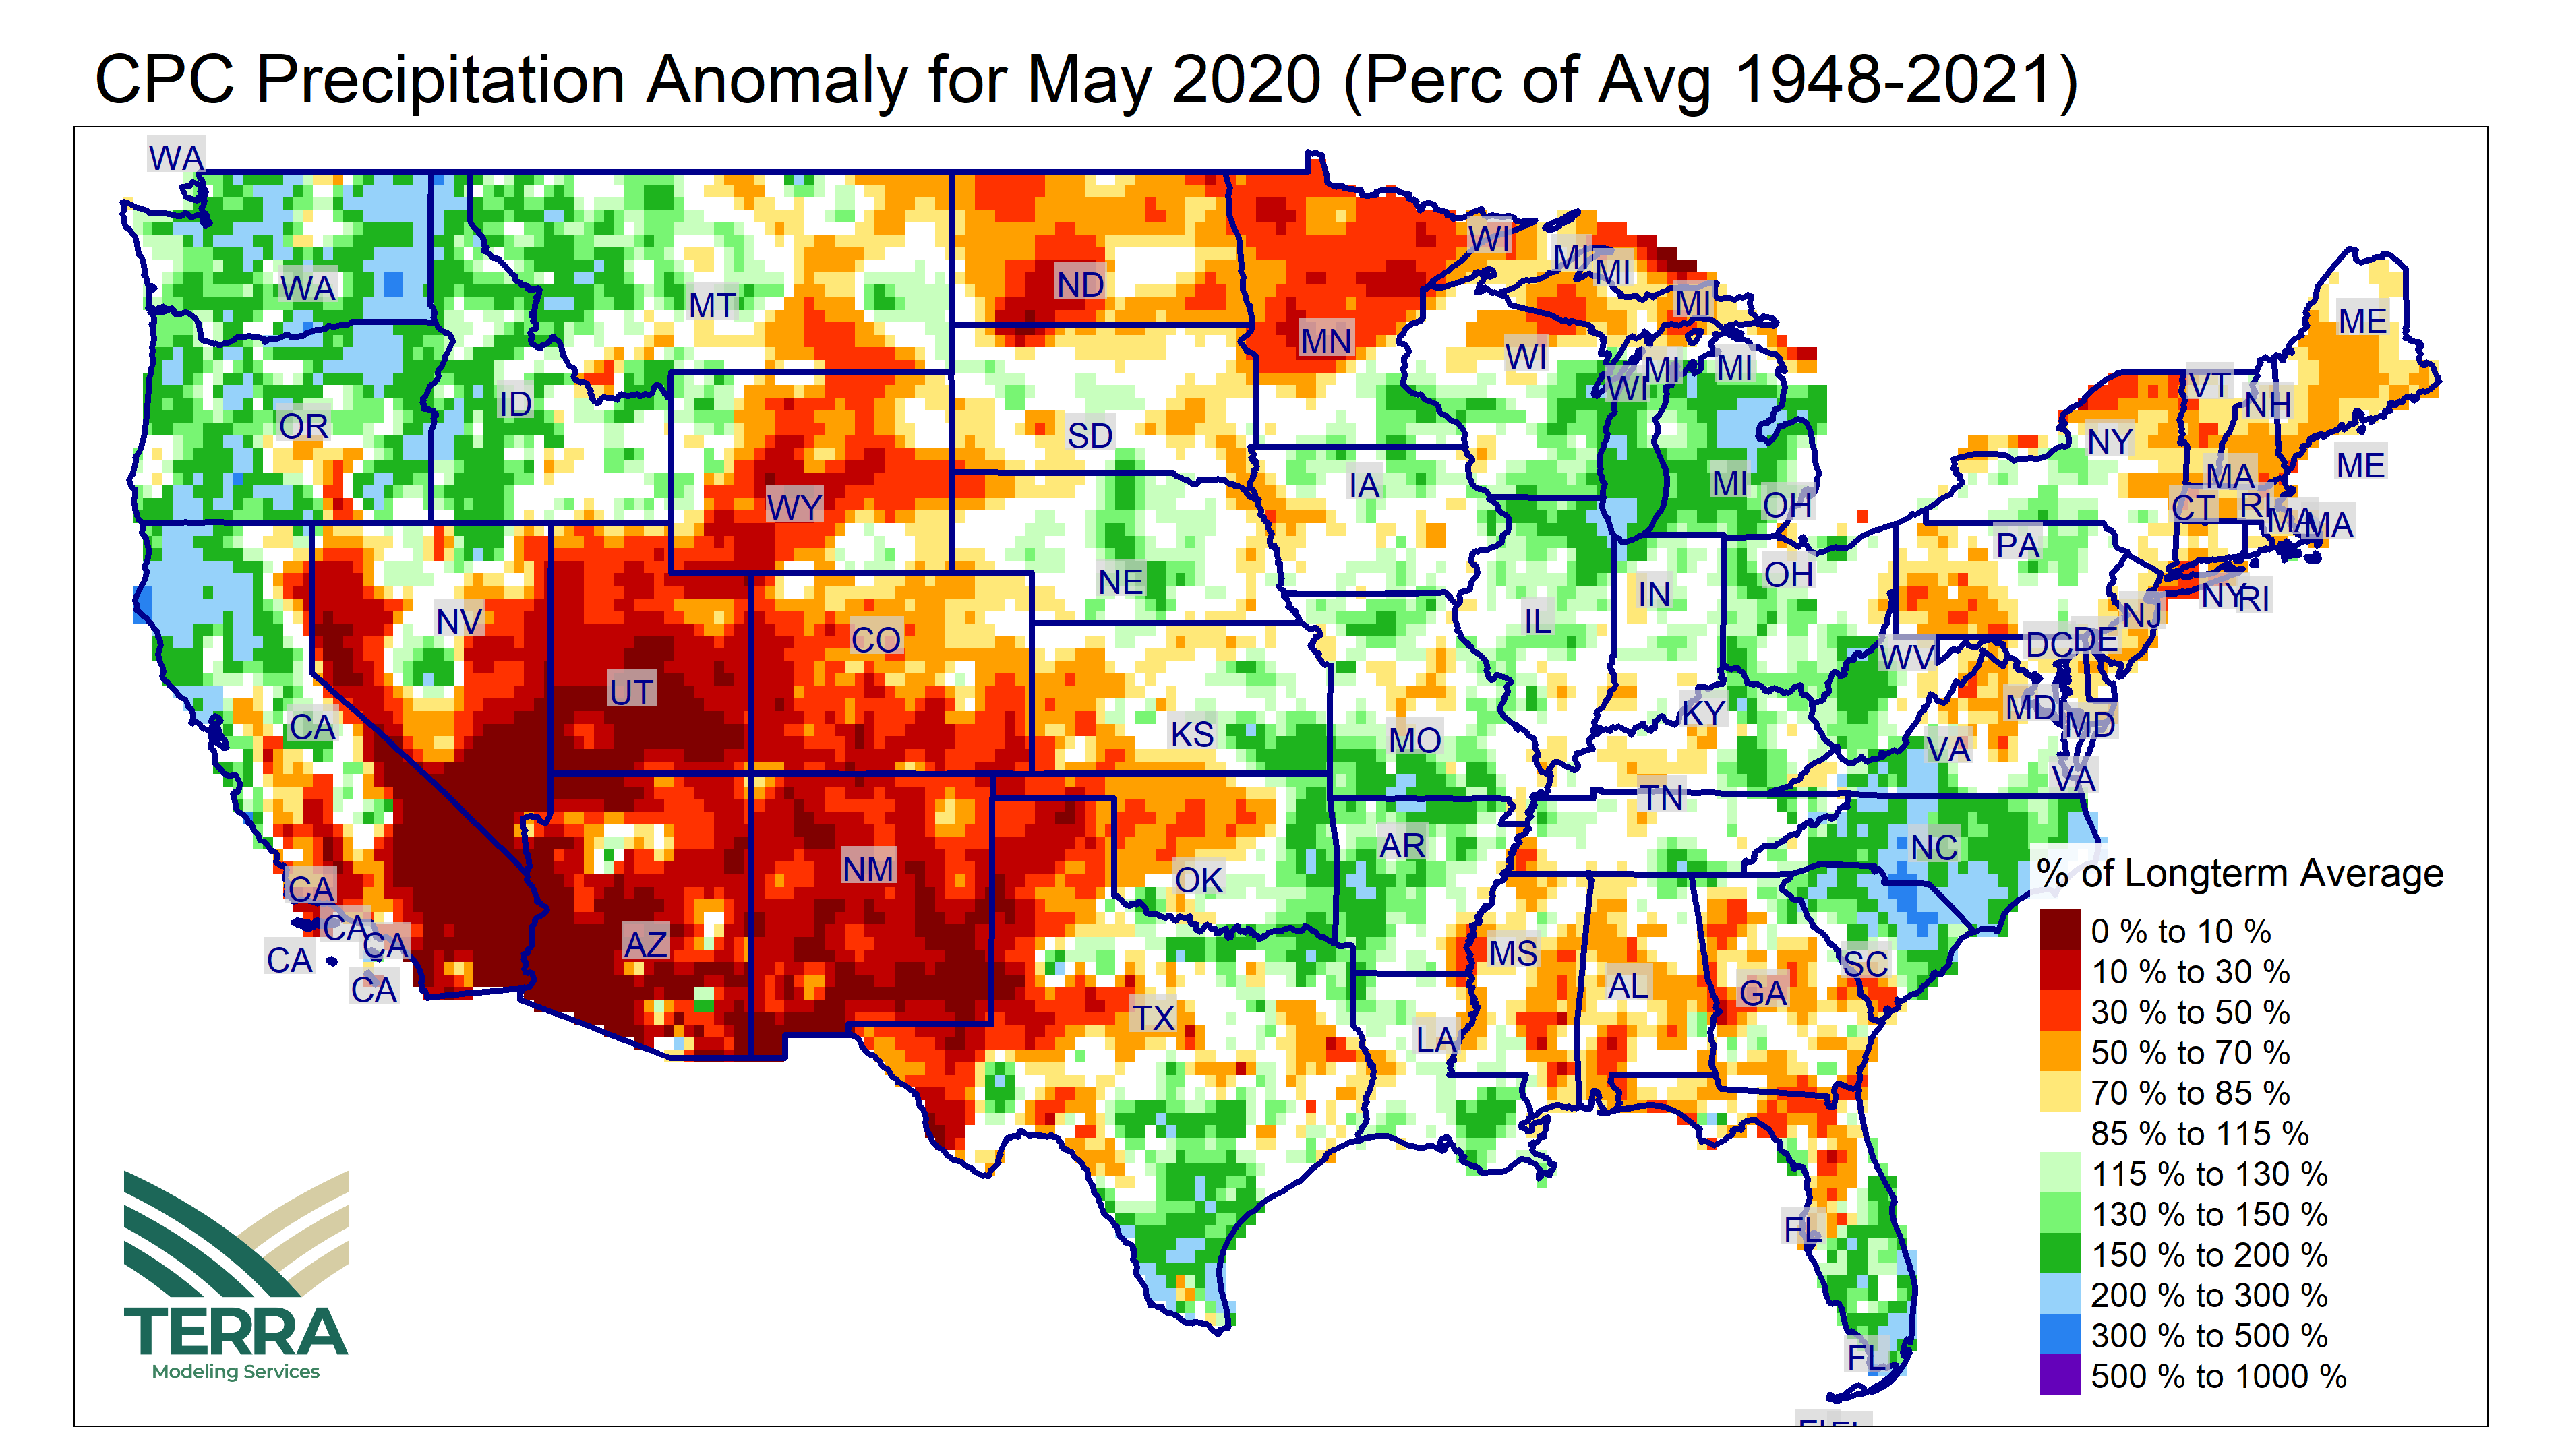 CPC Precipitation Anomaly for May 2020 (Perc of Avg 1948-2021)
WA
WI
MI
MI
WA
ND
MI
MT
ME
MN
WI
MI
MI
VT
WI
ID
NH
OR
SD
NY
ME
MA
MI
IA
WY
OH
CT
RI
MA
MA
PA
OH
NE
IN
NY
RI
NJ
IL
NV
CO
DC
DE
WV
UT
MD
KY
CA
MD
KS
MO
VA
VA
TN
AR
NC
NM
OK
% of Longterm Average
CA
CA
CA
0 % to 10 %
AZ
MS
CA
SC
10 % to 30 %
CA
AL
GA
30 % to 50 %
TX
LA
50 % to 70 %
70 % to 85 %
85 % to 115 %
115 % to 130 %
130 % to 150 %
FL
150 % to 200 %
200 % to 300 %
TERRA
300 % to 500 %
FL
Modeling Services
500 % to 1000 %